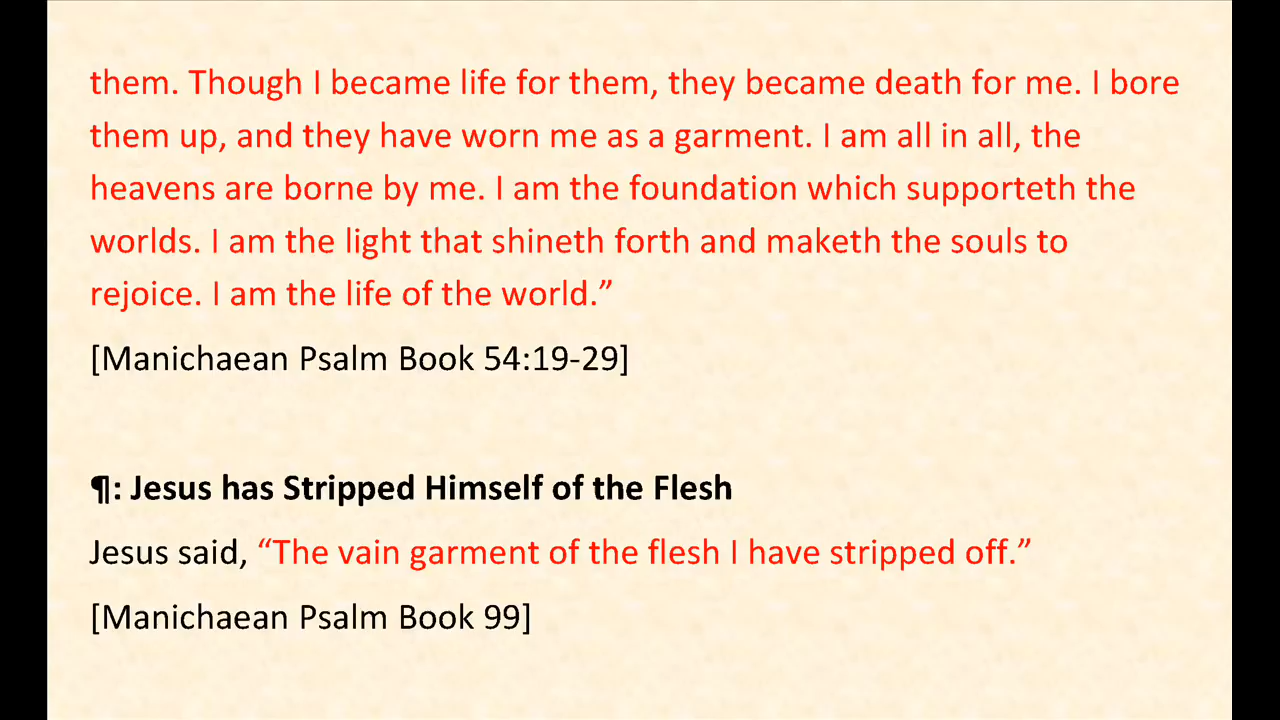 them. Though I became life for them, they became death for me. I bore
them up, and they have worn me as a garment. I am all in all, the
heavens are borne by me. I am the foundation which supporteth the
worlds. I am the light that shineth forth and maketh the souls to
rejoice. I am the life of the world.”
[Manichaean Psalm Book 54:19-29]
¶: Jesus has Stripped Himself of the Flesh
Jesus said, “The vain garment of the flesh I have stripped off.”
[Manichaean Psalm Book 99]